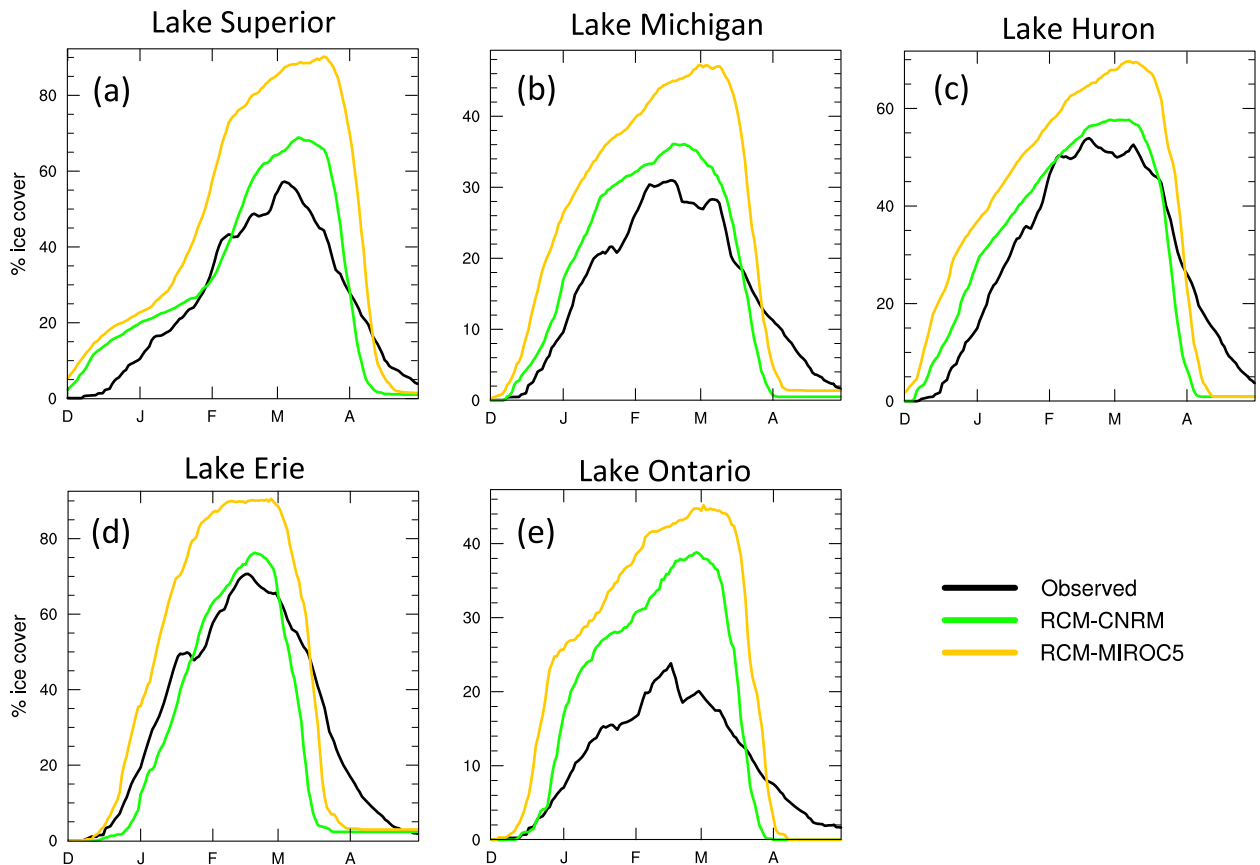 Lake Superior
(a)
% ice cover
80
60
40
20
0
D J F M A
Lake Michigan
(b)
40
30
20
10
0
D J F M A
Lake Huron
(c)
60
40
20
0
D J F M A
Lake Erie
(d)
% ice cover
80
60
40
20
0
D J F M A
Lake Ontario
(e)
40
30
20
10
0
D J F M A
Observed
RCM-CNRM
RCM-MIROC5